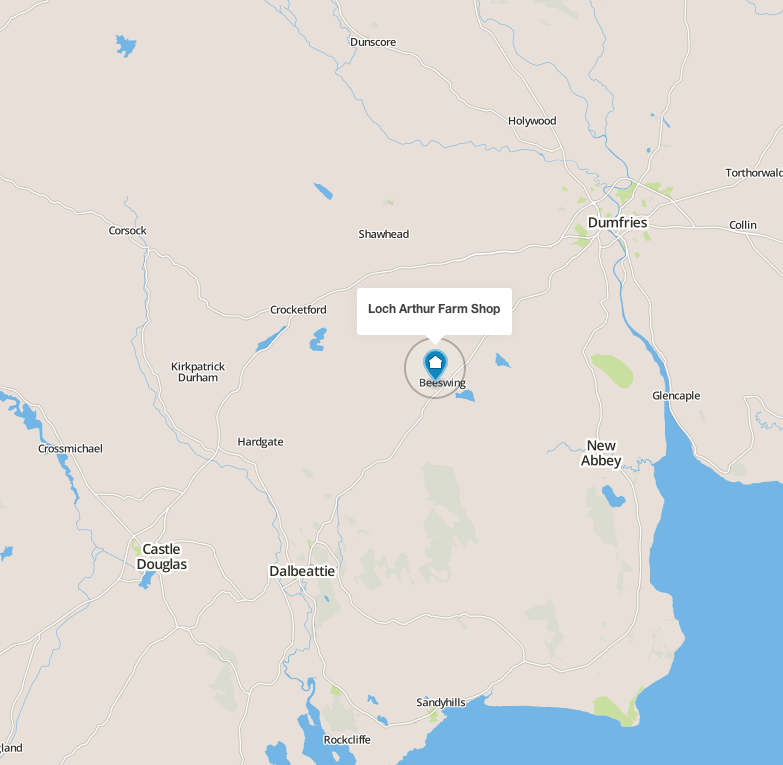 Dunscore
Holywood
Torthorwald
Dumfries
Collin
Corsock
Shawhead
Loch Arthur Farm Shop
Crocketford
Kirkpatrick
Durham
Beeswing
Glencaple
Hardgate
Crossmichael
New
Abbey
Castle
Douglas
Dalbeattie
Sandyhills
Rockcliffe
gland